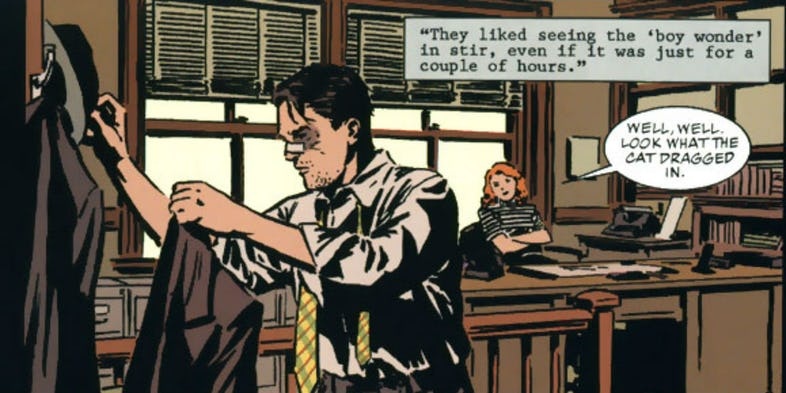 “They liked seeing the ‘boy wonder’
in stir, even if it was just for a
couple of hours.”
WELL, WELL.
LOOK WHAT THE
CAT DRAGGED
IN.